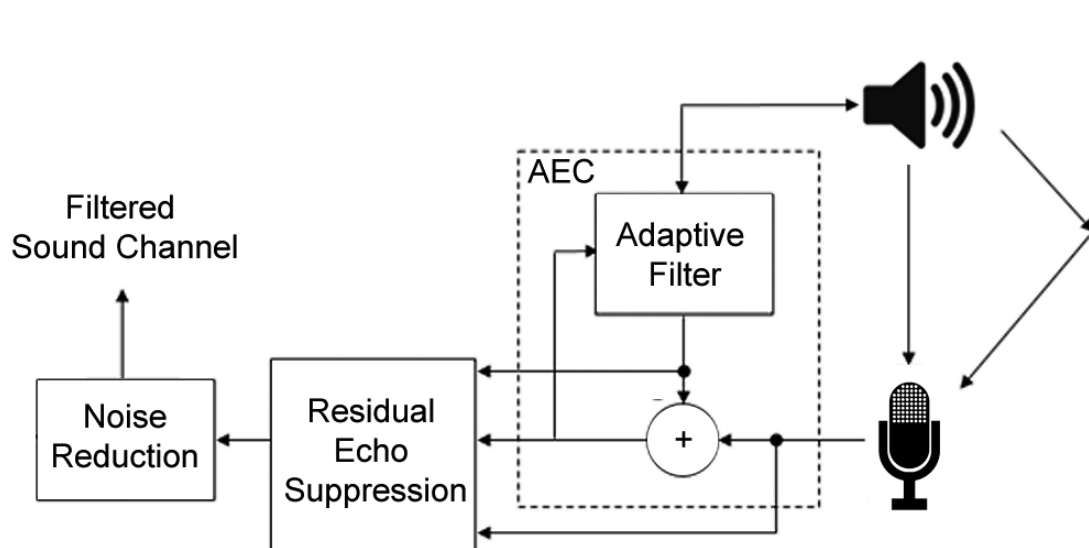 AEC
Adaptive
Filter
Filtered
Sound Channel
Noise
Reduction
Residual
Echo
Suppression
−
+